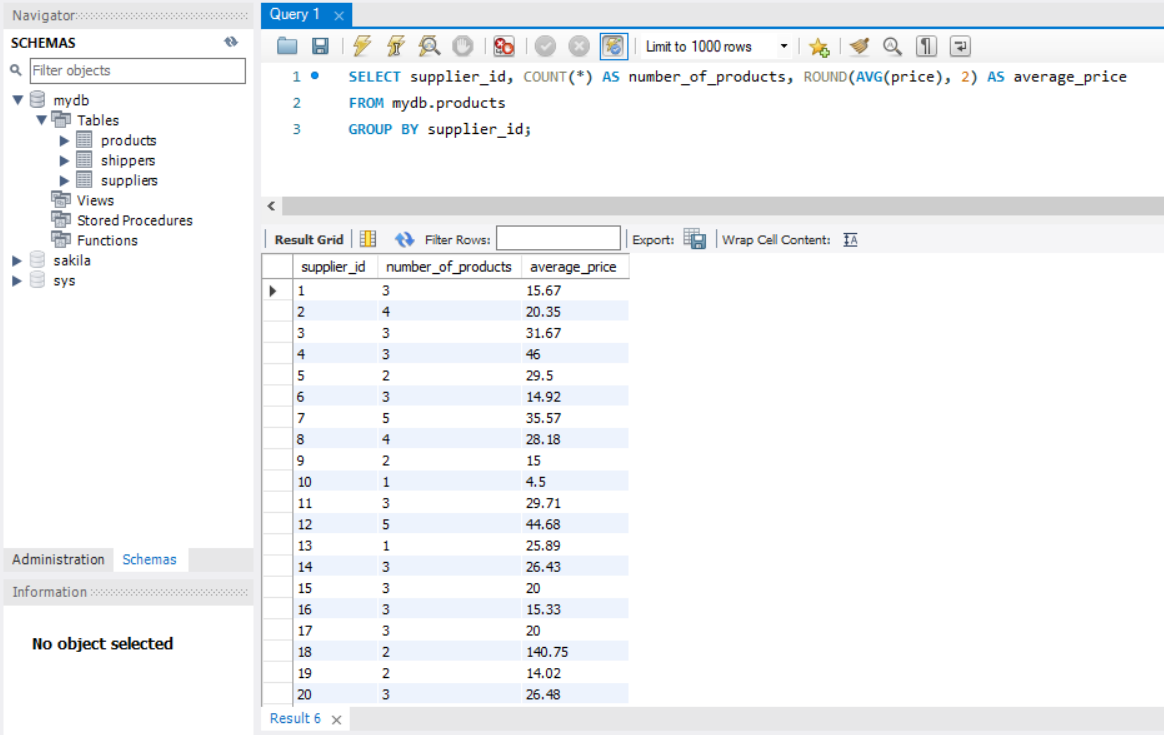 Navigator
SCHEMAS
Filter objects
mydb
Tables
products
shippers
suppliers
Views
Stored Procedures
Functions
sakila
sys
Administration Schemas
Information
No object selected
Query 1
Limit to 1000 rows
1 SELECT supplier_id, COUNT(*) AS number_of_products, ROUND(AVG(price), 2) AS average_price
2 FROM mydb.products
3 GROUP BY supplier_id;
Result Grid Filter Rows: Export: Wrap Cell Content: IA
supplier_id number_of_products average_price
1 3 15.67
2 4 20.35
3 3 31.67
4 3 46
5 2 29.5
6 3 14.92
7 5 35.57
8 4 28.18
9 2 15
10 1 4.5
11 3 29.71
12 5 44.68
13 1 25.89
14 3 26.43
15 3 20
16 3 15.33
17 3 20
18 2 140.75
19 2 14.02
20 3 26.48
Result 6